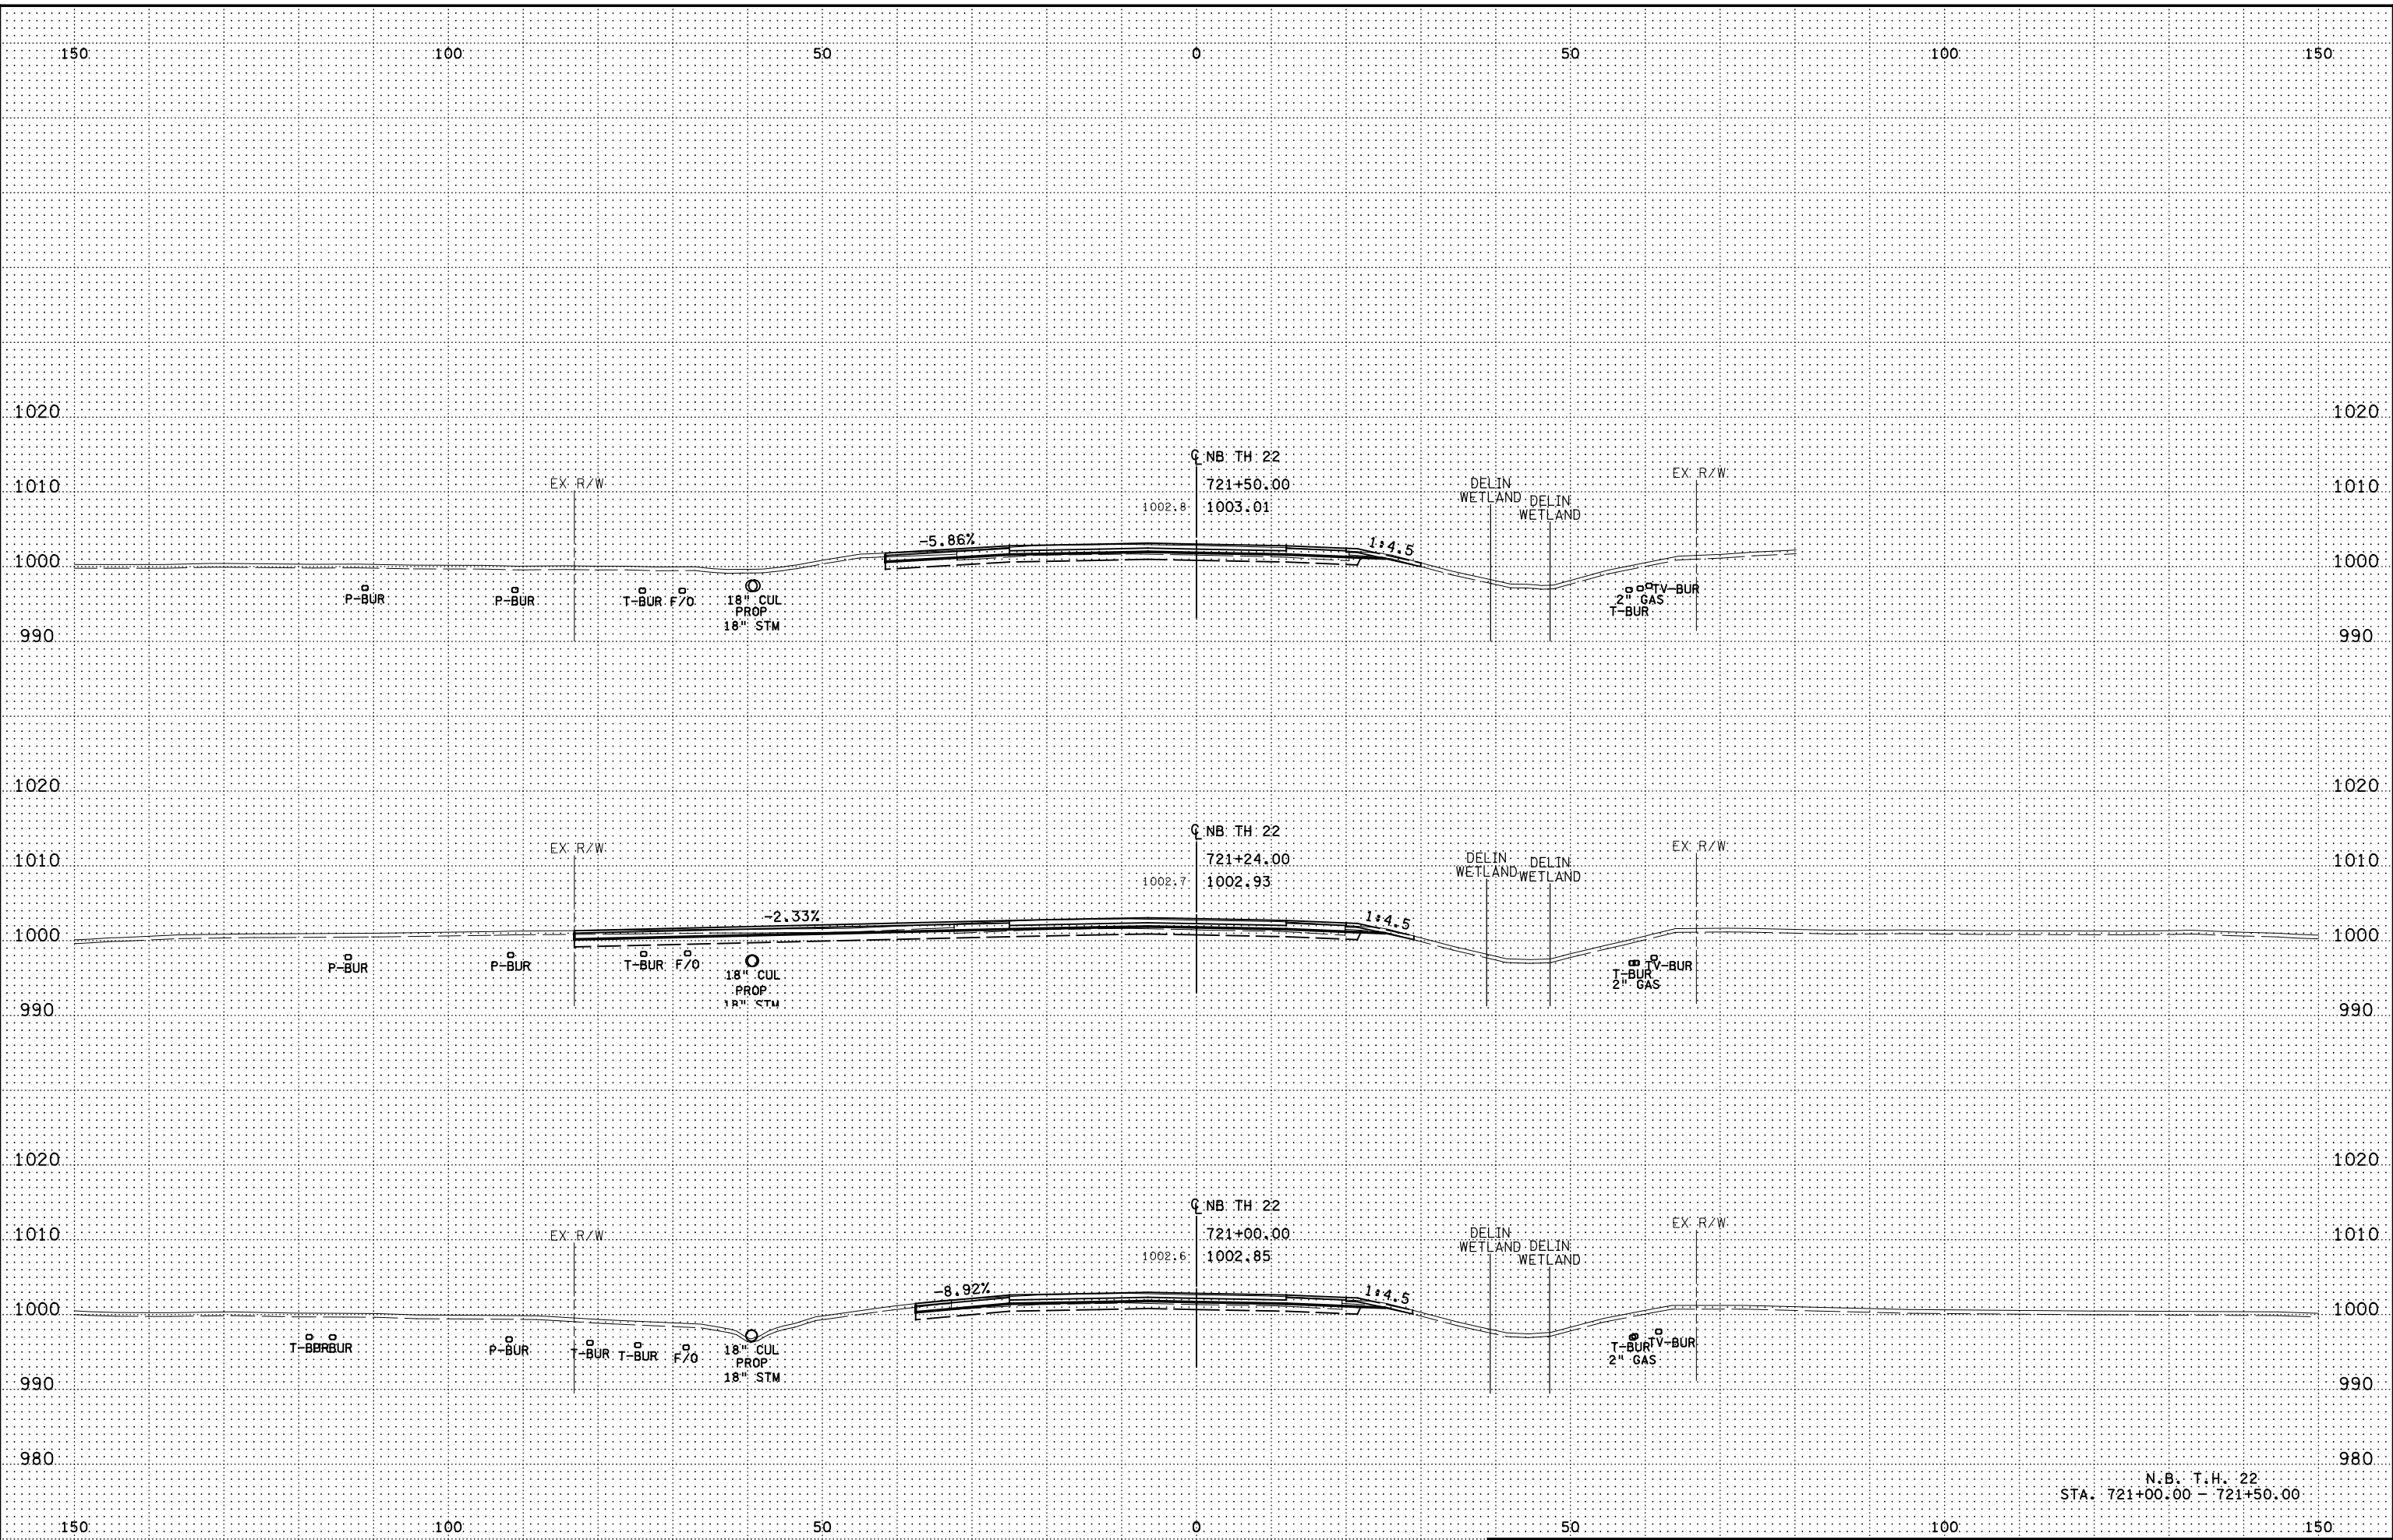 150 100 50 0 50 100 150
1020 1020
℄ NB TH 22
EX R/W
1010 1010
EX R/W
721+50.00
DELIN
WETLAND
DELIN
WETLAND
1002.8 1003.01
-5.86%
1:4.5
1000 1000
P-BUR P-BUR T-BUR F/O
18" CUL
PROP
18" STM
TV-BUR
2" GAS
T-BUR
990 990
1020 1020
℄ NB TH 22
EX R/W
1010 1010
EX R/W
721+24.00
DELIN
WETLAND
DELIN
WETLAND
1002.7 1002.93
-2.33%
1:4.5
1000 1000
P-BUR P-BUR T-BUR F/O
18" CUL
PROP
18" STM
TV-BUR
T-BUR
2" GAS
990 990
1020 1020
℄ NB TH 22
EX R/W
1010 1010
EX R/W
721+00.00
DELIN
WETLAND
DELIN
WETLAND
1002.6 1002.85
-8.92%
1:4.5
1000 1000
P-BUR T-BUR T-BUR F/O
18" CUL
PROP
18" STM
TV-BUR
T-BUR
2" GAS
990 990
980 980
N.B. T.H. 22
STA. 721+00.00 - 721+50.00
150 100 50 0 50 100 150